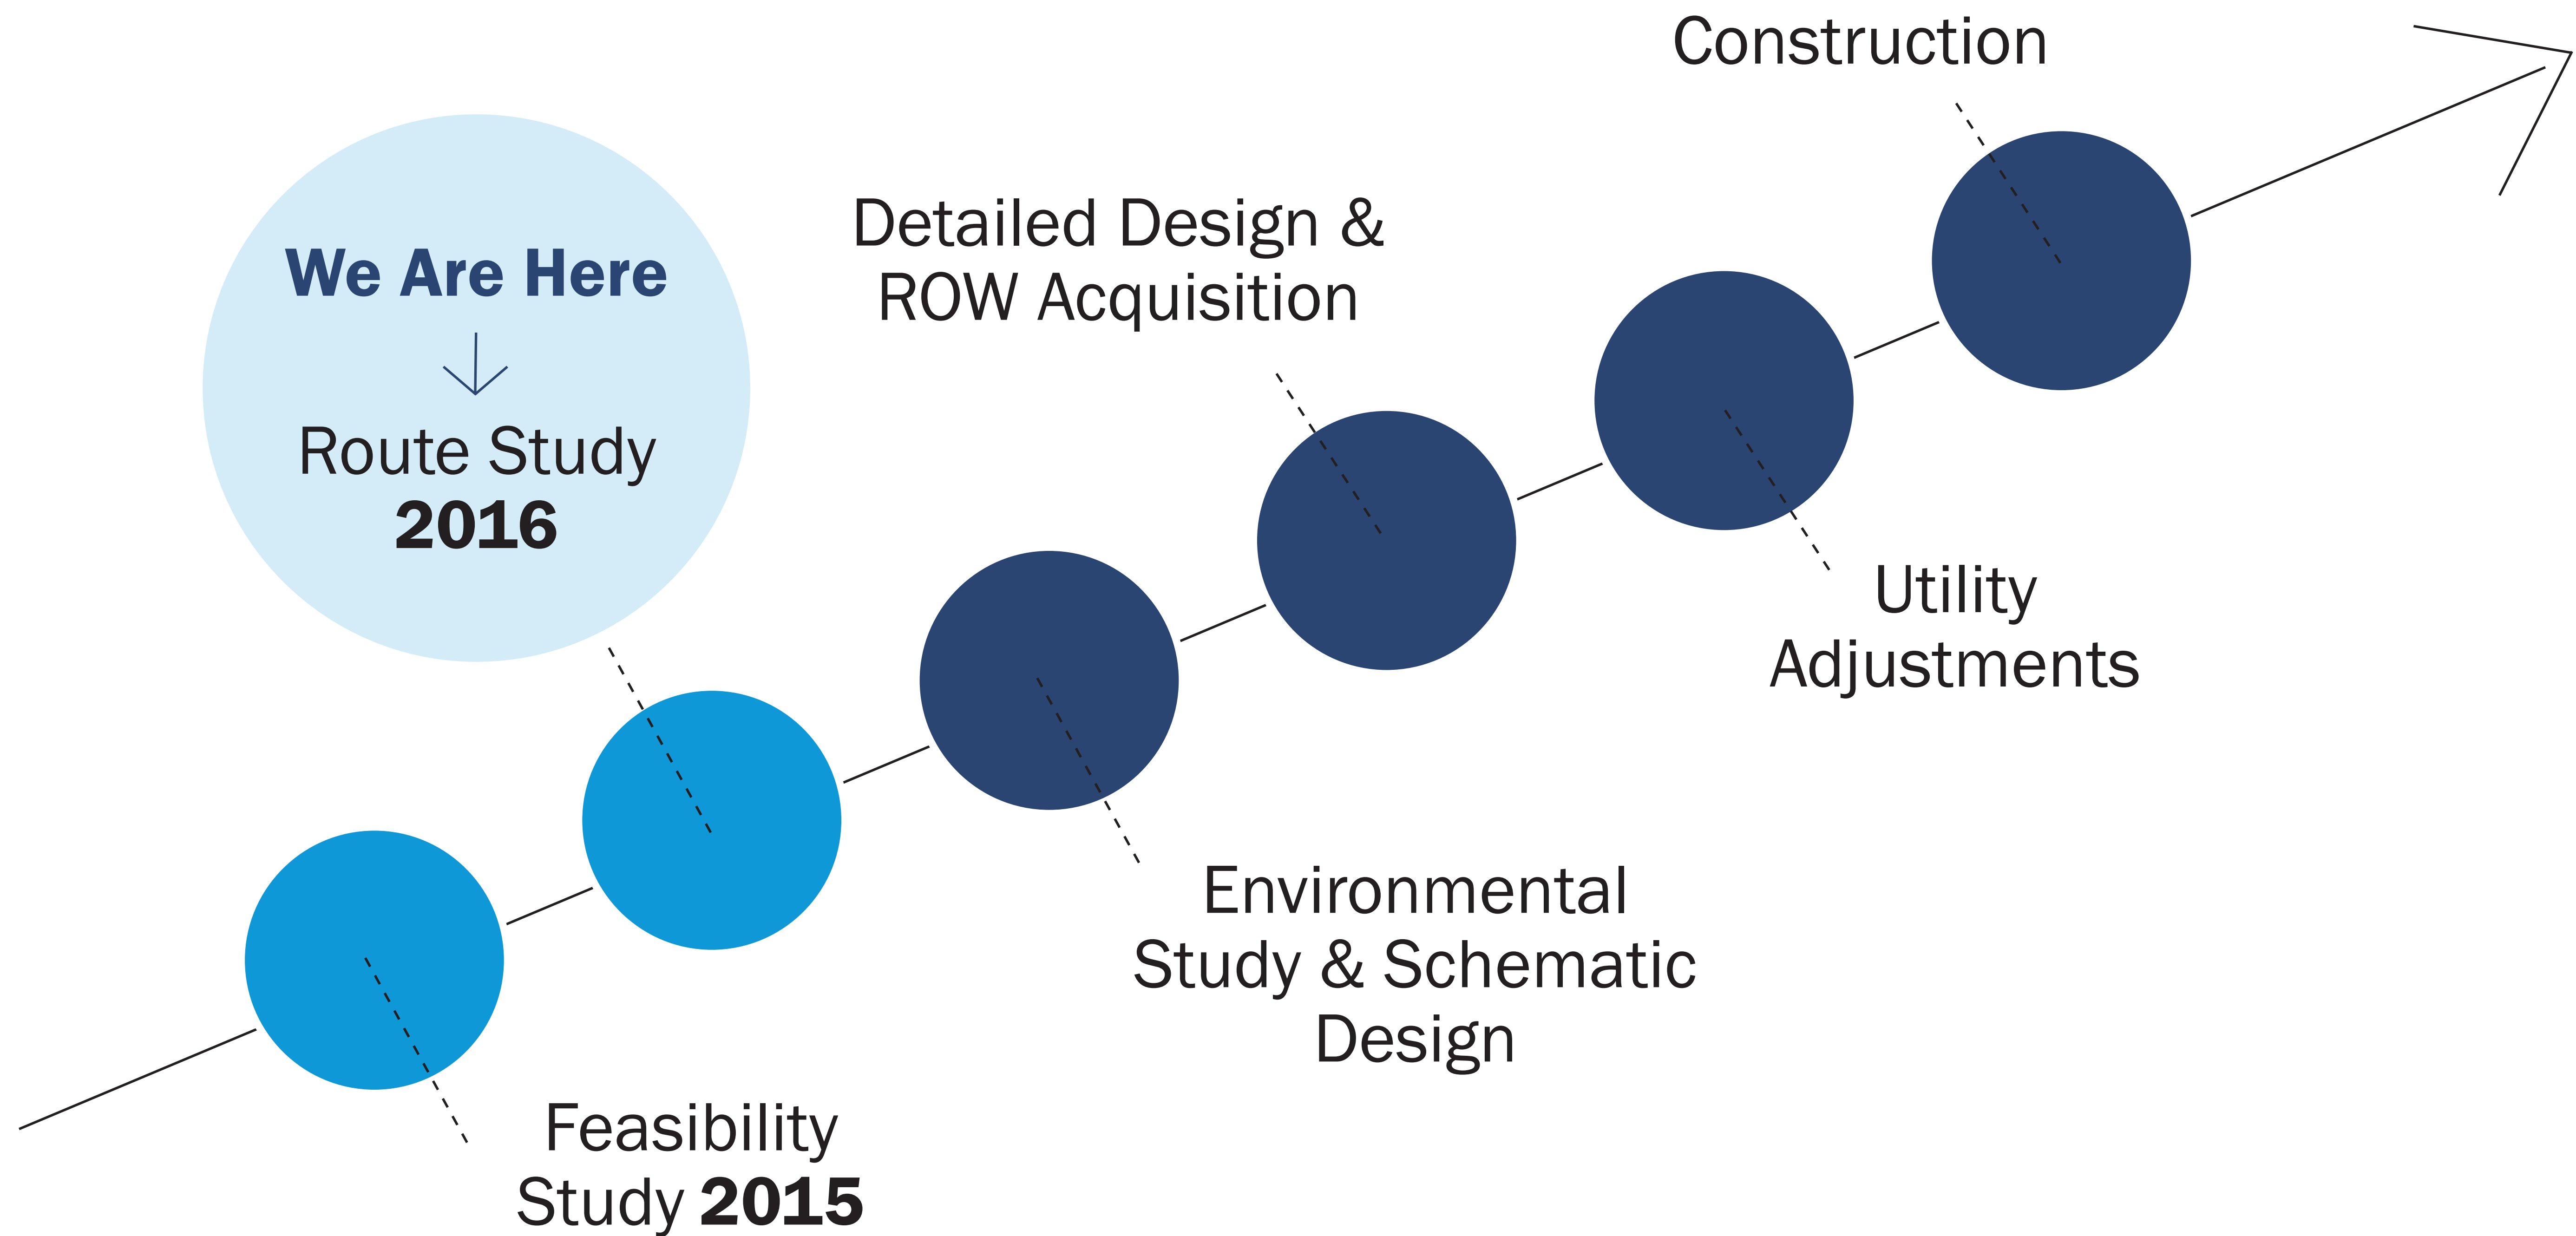 Construction
Detailed Design &
ROW Acquisition
We Are Here
Route Study
2016
Utility
Adjustments
Environmental
Study & Schematic
Design
Feasibility
Study 2015